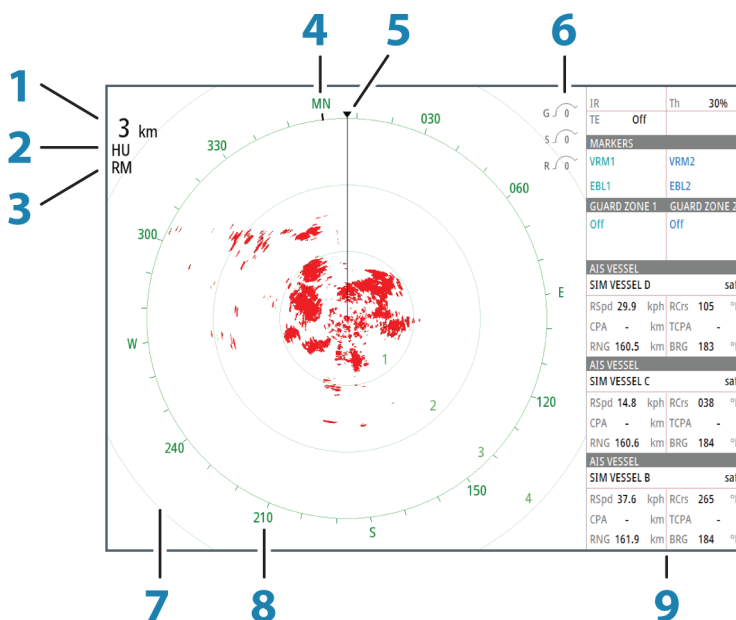 4 5 6
1
2
3
3 km
HU
RM
MN
030
060
E
120
150
S
210
240
W
300
330
1
2
3
4
G 0
S 0
R 0
IR Th 30%
TE Off
MARKERS
VRM1 VRM2
EBL1 EBL2
GUARD ZONE 1 GUARD ZONE 2
Off Off
AIS VESSEL
SIM VESSEL D
RSpd 29.9 kph RCrs 105
CPA - km TCPA -
RNG 160.5 km BRG 183
AIS VESSEL
SIM VESSEL C
RSpd 14.8 kph RCrs 038
CPA - km TCPA -
RNG 160.6 km BRG 184
AIS VESSEL
SIM VESSEL B
RSpd 37.6 kph RCrs 265
CPA - km TCPA -
RNG 161.9 km BRG 184
7 8 9